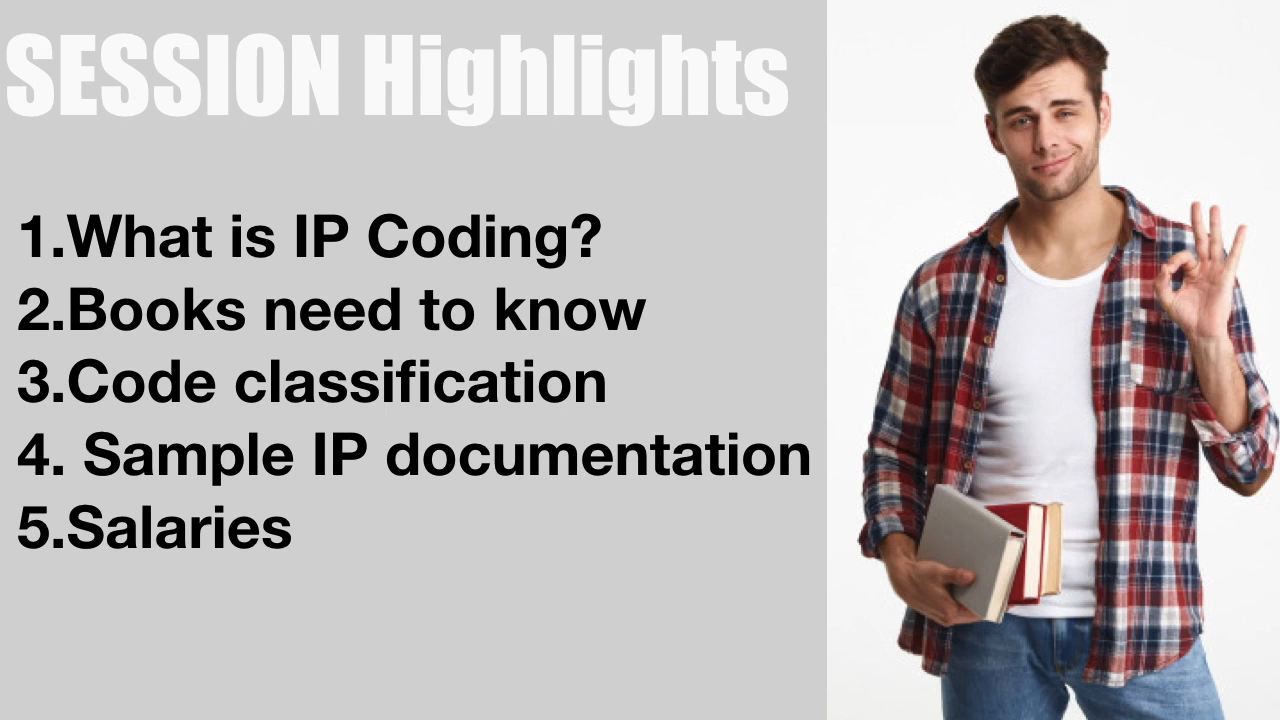 SESSION Highlights
1.What is IP Coding?
2.Books need to know
3.Code classification
4. Sample IP documentation
5.Salaries